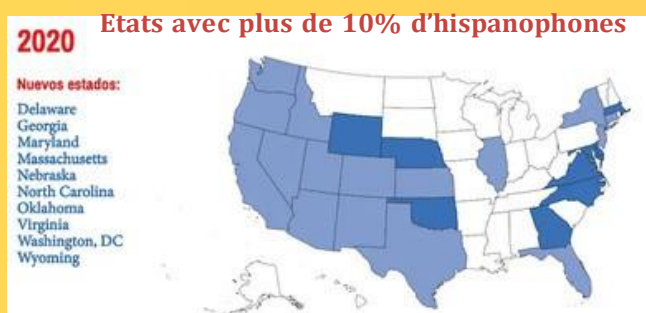 Etats avec plus de 10% d’hispanophones
2020
Nuevos estados:
Delaware
Georgia
Maryland
Massachusetts
Nebraska
North Carolina
Oklahoma
Virginia
Washington, DC
Wyoming